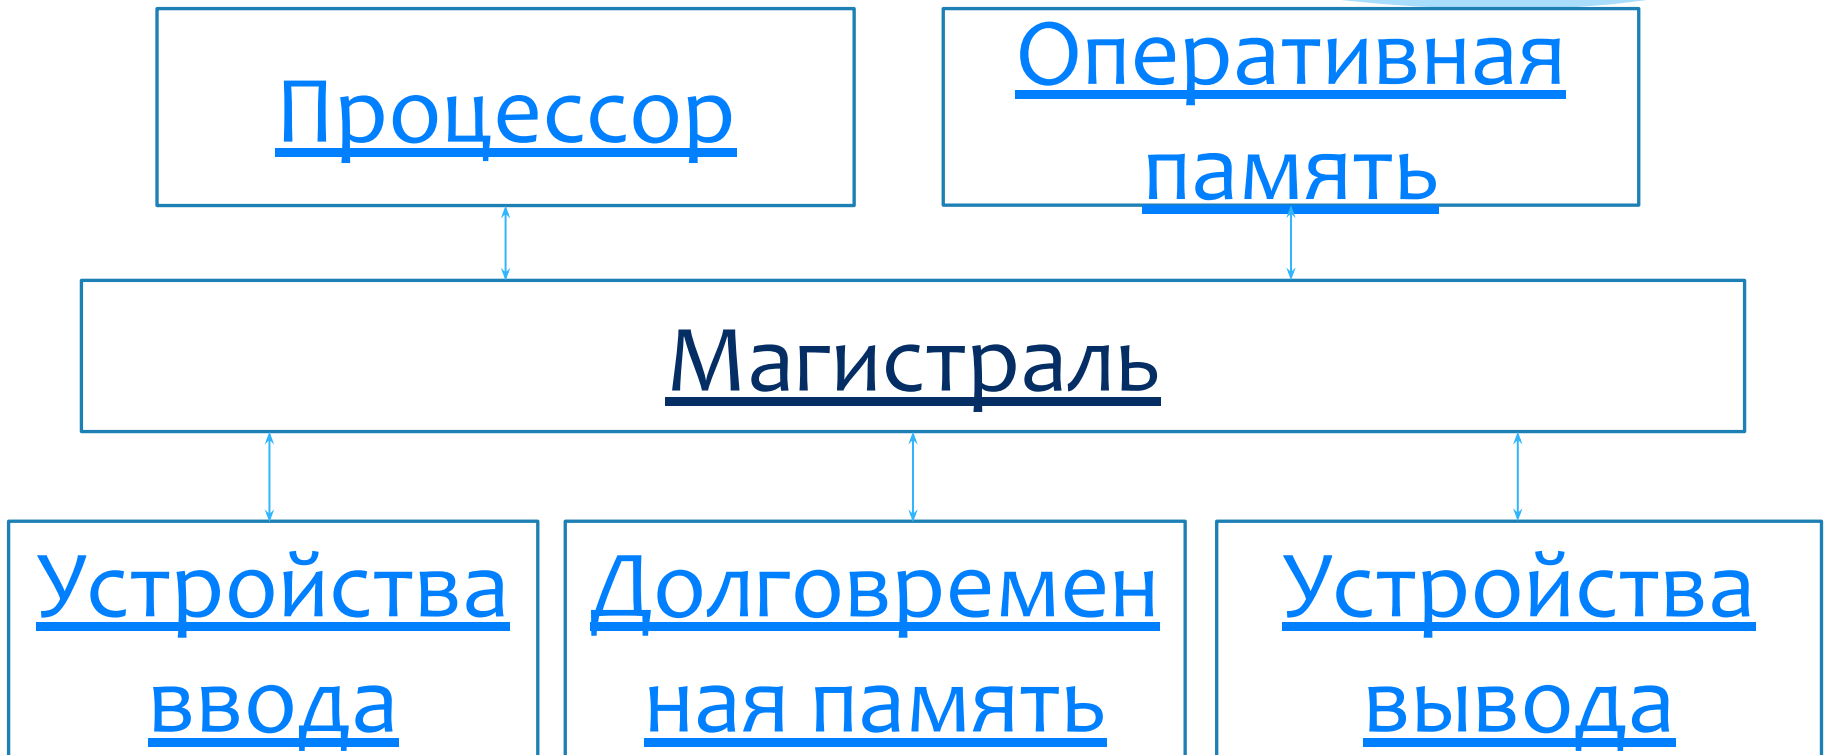 Процессор
Оперативная
память
Магистраль
Устройства
ввода
Долговремен
ная память
Устройства
вывода